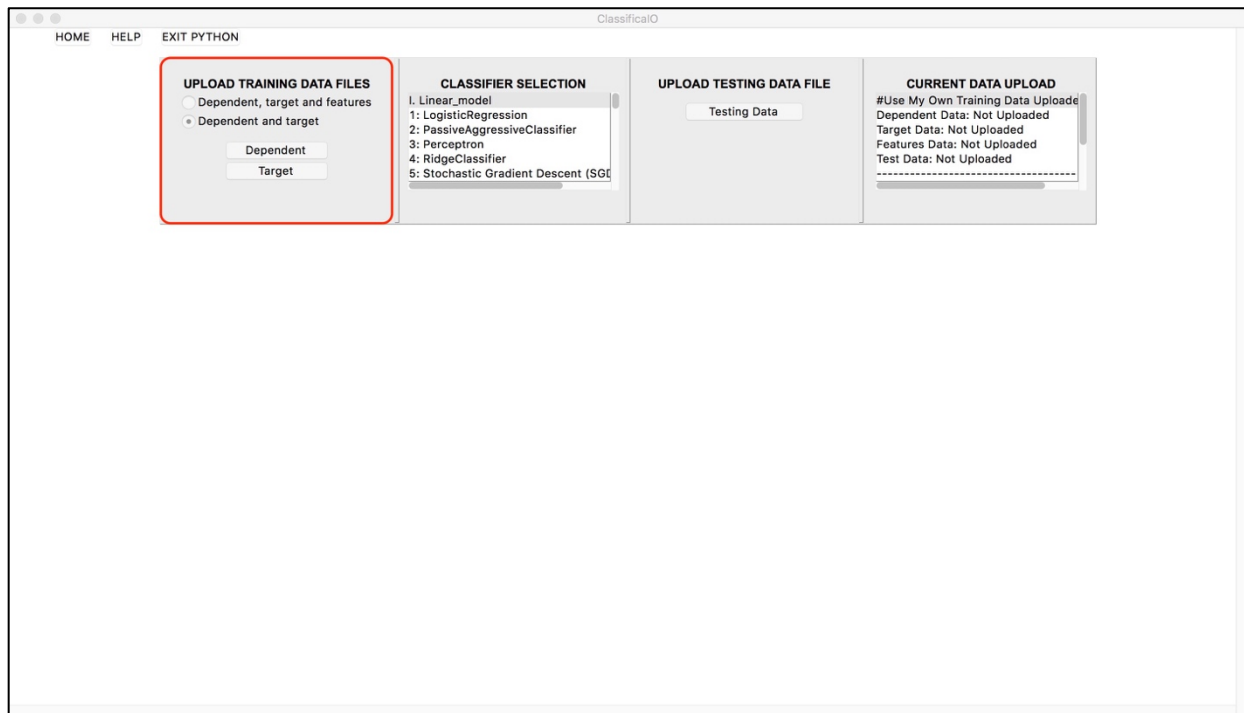 ClassificaIO
HOME HELP EXIT PYTHON
UPLOAD TRAINING DATA FILES
Dependent, target and features
Dependent and target
Dependent
Target
CLASSIFIER SELECTION
I. Linear_model
1: LogisticRegression
2: PassiveAggressiveClassifier
3: Perceptron
4: RidgeClassifier
5: Stochastic Gradient Descent (SGD
UPLOAD TESTING DATA FILE
Testing Data
CURRENT DATA UPLOAD
#Use My Own Training Data Uploade
Dependent Data: Not Uploaded
Target Data: Not Uploaded
Features Data: Not Uploaded
Test Data: Not Uploaded
------------------------------------